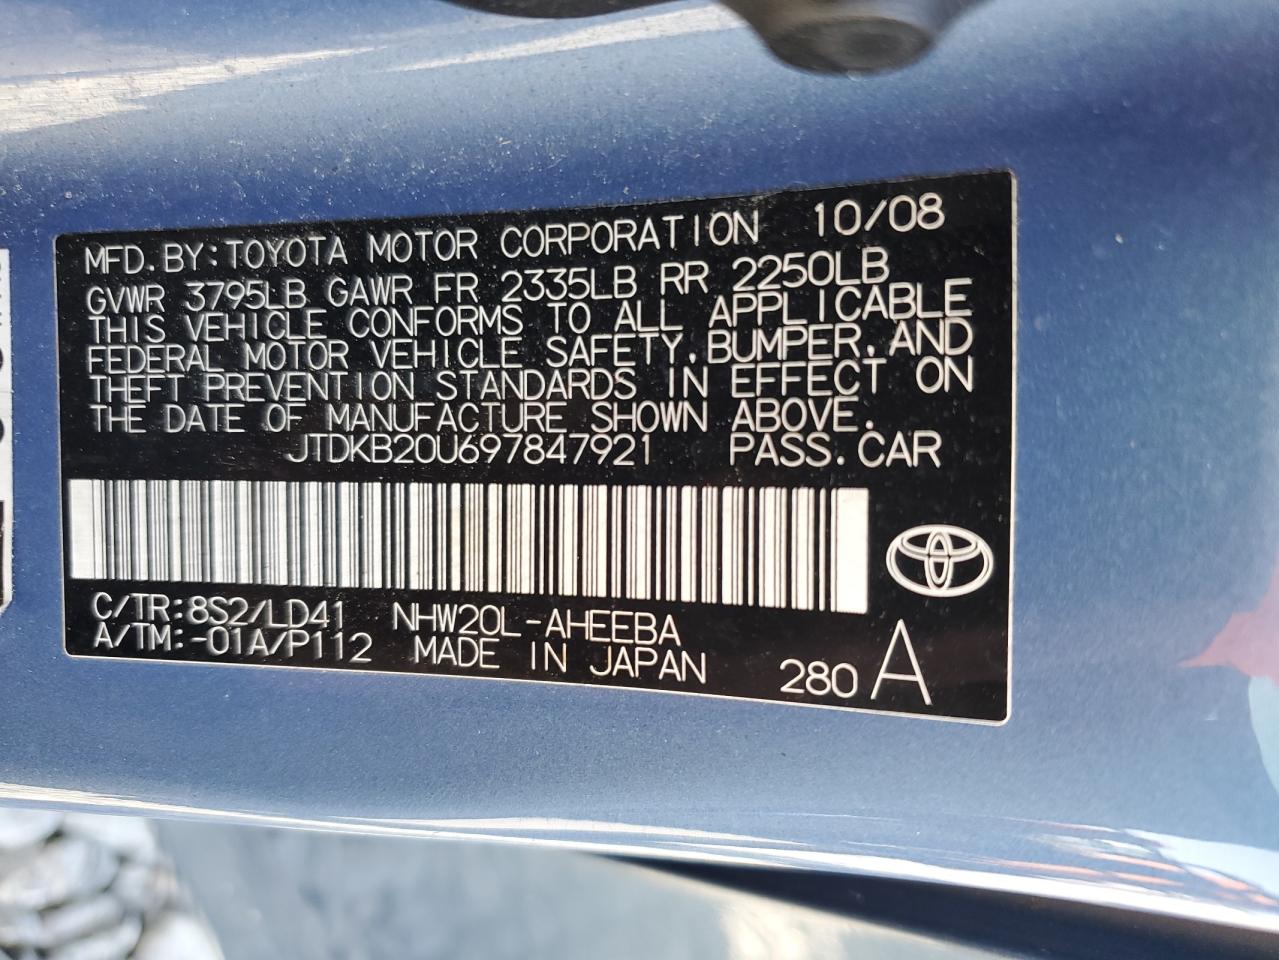 MFD. BY: TOYOTA MOTOR CORPORATION 10/08
GVWR 3795LB GAWR FR 2335LB RR 2250LB
THIS VEHICLE CONFORMS TO ALL APPLICABLE
FEDERAL MOTOR VEHICLE SAFETY, BUMPER, AND
THEFT PREVENTION STANDARDS IN EFFECT ON
THE DATE OF MANUFACTURE SHOWN ABOVE.
JTDKB20U697847921 PASS. CAR
C/TR: 8S2/LD41 NHW20L-AHEEBA
A/TM: -01A/P112 MADE IN JAPAN 280 A